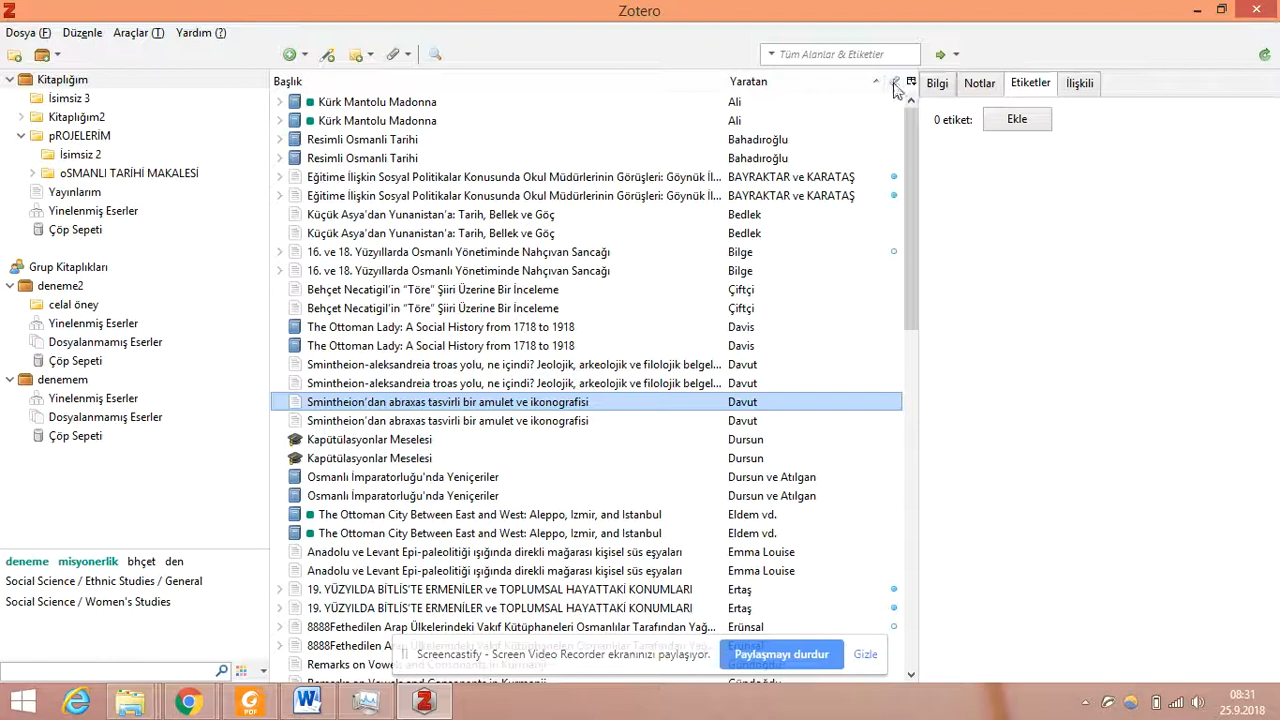 Zotero
Dosya (F) Düzenle Araçlar (T) Yardım (?)
Tüm Alanlar & Etiketler
Kitaplığım
İsimsiz 3
Kitaplığım2
pROJELERİM
İsimsiz 2
oSMANLI TARİHİ MAKALESİ
Yayınlarım
Yinelenmiş Eserler
Çöp Sepeti
Grup Kitaplıkları
deneme2
celal öney
Yinelenmiş Eserler
Dosyalanmamış Eserler
Çöp Sepeti
denemem
Yinelenmiş Eserler
Dosyalanmamış Eserler
Çöp Sepeti
deneme misyonerlik bhçet den
Social Science / Ethnic Studies / General
Social Science / Women's Studies
Başlık Yaratan
Kürk Mantolu Madonna Ali
Kürk Mantolu Madonna Ali
Resimli Osmanli Tarihi Bahadıroğlu
Resimli Osmanli Tarihi Bahadıroğlu
Eğitime İlişkin Sosyal Politikalar Konusunda Okul Müdürlerinin Görüşleri: Göynük İl... BAYRAKTAR ve KARATAŞ
Eğitime İlişkin Sosyal Politikalar Konusunda Okul Müdürlerinin Görüşleri: Göynük İl... BAYRAKTAR ve KARATAŞ
Küçük Asya'dan Yunanistan'a: Tarih, Bellek ve Göç Bedlek
Küçük Asya'dan Yunanistan'a: Tarih, Bellek ve Göç Bedlek
16. ve 18. Yüzyıllarda Osmanlı Yönetiminde Nahçıvan Sancağı Bilge
16. ve 18. Yüzyıllarda Osmanlı Yönetiminde Nahçıvan Sancağı Bilge
Behçet Necatigil'in "Töre" Şiiri Üzerine Bir İnceleme Çiftçi
Behçet Necatigil'in "Töre" Şiiri Üzerine Bir İnceleme Çiftçi
The Ottoman Lady: A Social History from 1718 to 1918 Davis
The Ottoman Lady: A Social History from 1718 to 1918 Davis
Smintheion-aleksandreia troas yolu, ne içindi? Jeolojik, arkeolojik ve filolojik belgel... Davut
Smintheion-aleksandreia troas yolu, ne içindi? Jeolojik, arkeolojik ve filolojik belgel... Davut
Smintheion'dan abraxas tasvirli bir amulet ve ikonografisi Davut
Smintheion'dan abraxas tasvirli bir amulet ve ikonografisi Davut
Kapütülasyonlar Meselesi Dursun
Kapütülasyonlar Meselesi Dursun
Osmanlı İmparatorluğu'nda Yeniçeriler Dursun ve Atılgan
Osmanlı İmparatorluğu'nda Yeniçeriler Dursun ve Atılgan
The Ottoman City Between East and West: Aleppo, Izmir, and Istanbul Eldem vd.
The Ottoman City Between East and West: Aleppo, Izmir, and Istanbul Eldem vd.
Anadolu ve Levant Epi-paleolitiği ışığında direkli mağarası kişisel süs eşyaları Emma Louise
Anadolu ve Levant Epi-paleolitiği ışığında direkli mağarası kişisel süs eşyaları Emma Louise
19. YÜZYILDA BİTLİS'TE ERMENİLER ve TOPLUMSAL HAYATTAKİ KONUMLARI Ertaş
19. YÜZYILDA BİTLİS'TE ERMENİLER ve TOPLUMSAL HAYATTAKİ KONUMLARI Ertaş
8888Fethedilen Arap Ülkelerindeki Vakıf Kütüphaneleri Osmanlılar Tarafından Yağ... Erünsal
8888Fethedilen Arap Ülkelerindeki Vakıf Kütüphaneleri Osmanlılar Tarafından Yağ... Erünsal
Remarks on Vowels and Consonants in Kurmanji
Screencastify - Screen Video Recorder ekranınızı paylaşıyor. Paylaşmayı durdur Gizle
Bilgi Notlar Etiketler İlişkili
0 etiket: Ekle
08:31
25.9.2018